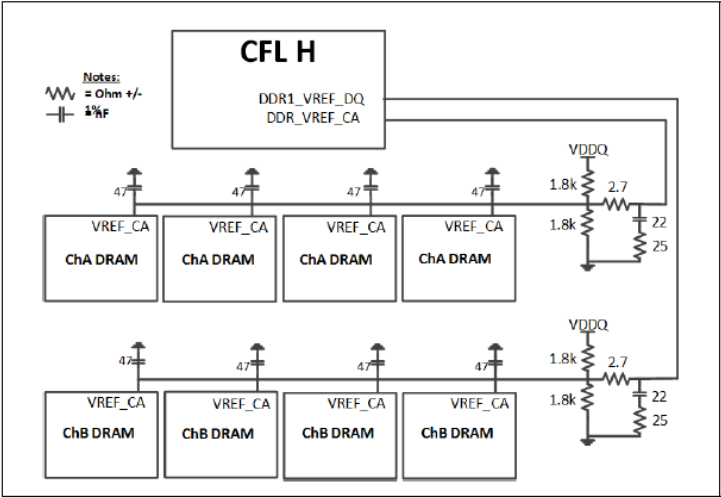 CFL H
Notes:
= Ohm +/-
1%
= nF
DDR1_VREF_DQ
DDR_VREF_CA
VDDQ
47 47 47 47 1.8k 2.7
VREF_CA VREF_CA VREF_CA VREF_CA 1.8k 22
ChA DRAM ChA DRAM ChA DRAM ChA DRAM 25
VDDQ
47 47 47 47 1.8k 2.7
VREF_CA VREF_CA VREF_CA VREF_CA 1.8k 22
ChB DRAM ChB DRAM ChB DRAM ChB DRAM 25